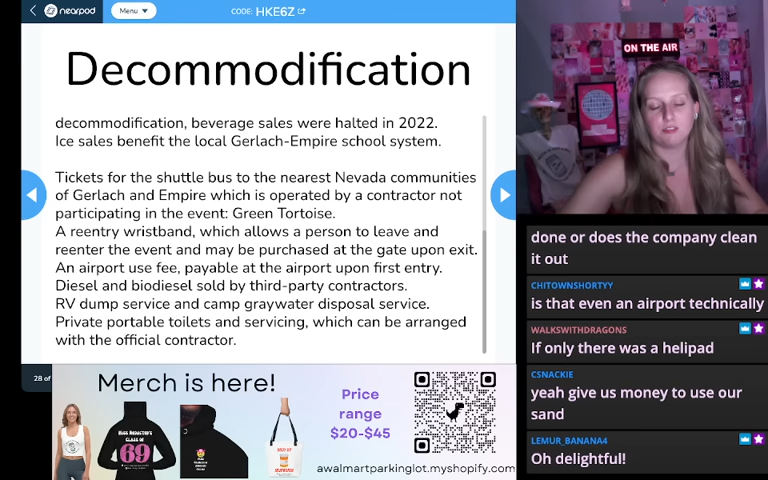 nearpod
Menu
CODE: HKE6Z
Decommodification
decommodification, beverage sales were halted in 2022.
Ice sales benefit the local Gerlach-Empire school system.
Tickets for the shuttle bus to the nearest Nevada communities
of Gerlach and Empire which is operated by a contractor not
participating in the event: Green Tortoise.
A reentry wristband, which allows a person to leave and
reenter the event and may be purchased at the gate upon exit.
An airport use fee, payable at the airport upon first entry.
Diesel and biodiesel sold by third-party contractors.
RV dump service and camp graywater disposal service.
Private portable toilets and servicing, which can be arranged
with the official contractor.
28 of
Merch is here!
Price
range
$20-$45
69
awalmartparkinglot.myshopify.com
ON THE AIR
done or does the company clean
it out
CHITOWNSHORTYY
is that even an airport technically
WALKSWITHDRAGONS
If only there was a helipad
CSNACKIE
yeah give us money to use our
sand
LEMUR_BANANA4
Oh delightful!